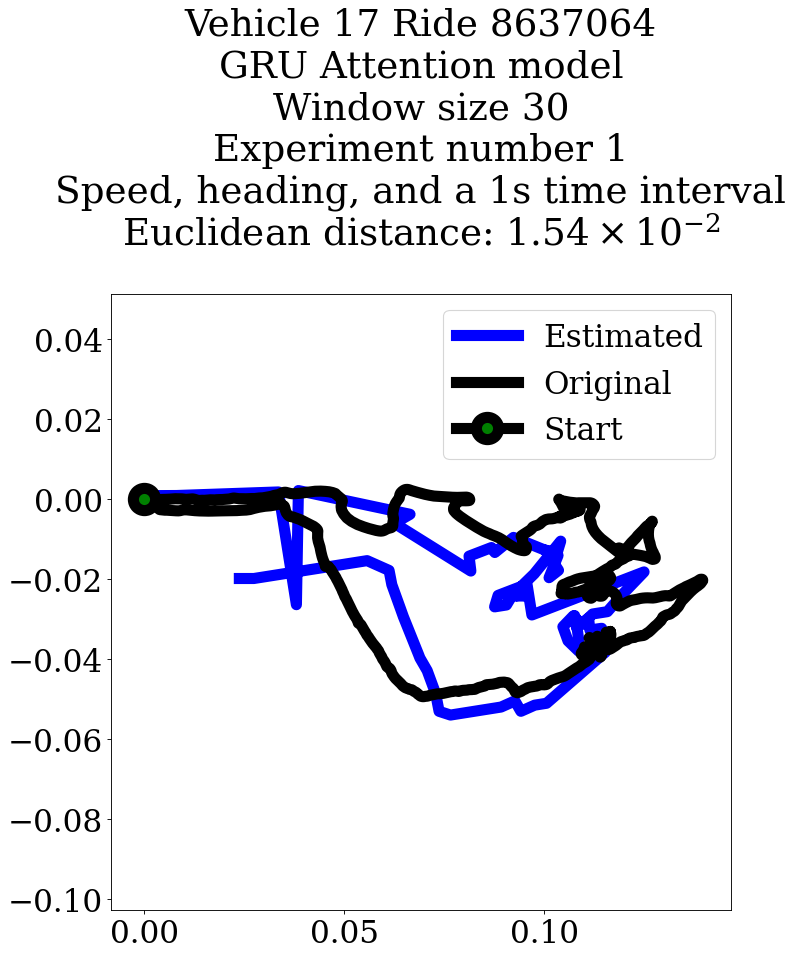 Vehicle 17 Ride 8637064
GRU Attention model
Window size 30
Experiment number 1
Speed, heading, and a 1s time interval
Euclidean distance: 1.54 × 10⁻²
Estimated
Original
Start
0.04
0.02
0.00
−0.02
−0.04
−0.06
−0.08
−0.10
0.00 0.05 0.10